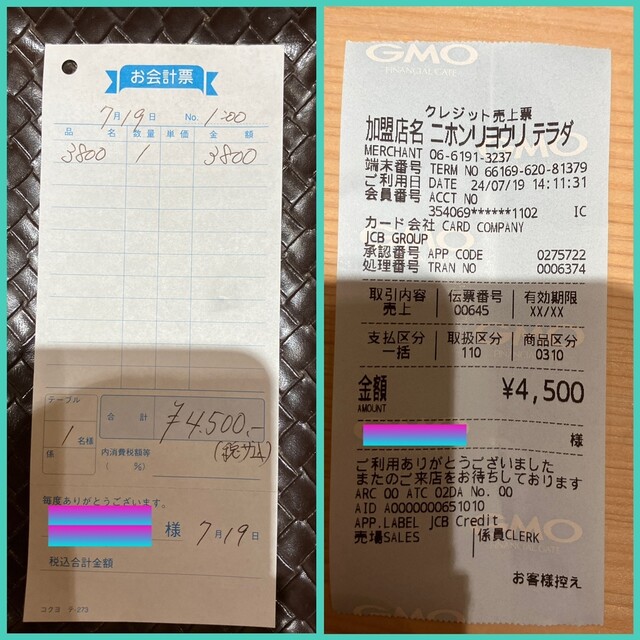 お会計票
7月19日 No. 1:00
品名 数量 単価 金額
3800 1 3800
テーブル
合計 ¥4,500.-
1名様
係
内消費税額等
( %)
毎度ありがとうございます。
様 7月19日
税込合計金額
コクヨ テ-273
GMO
FINANCIAL GATE
クレジット売上票
加盟店名 ニホンリョウリ テラダ
MERCHANT 06-6191-3237
端末番号 TERM NO 66169-620-81379
ご利用日 DATE 24/07/19 14:11:31
会員番号 ACCT NO
354069******1102 IC
カード会社 CARD COMPANY
JCB GROUP
承認番号 APP CODE 0275722
処理番号 TRAN NO 0006374
取引内容 伝票番号 有効期限
売上 00645 XX/XX
支払区分 取扱区分 商品区分
一括 110 0310
金額 ¥4,500
AMOUNT
様
ご利用ありがとうございました
またのご来店をお待ちしております
ARC 00 ATC 02DA No. 00
AID A0000000651010
APP.LABEL JCB Credit
売場SALES 係員CLERK
お客様控え